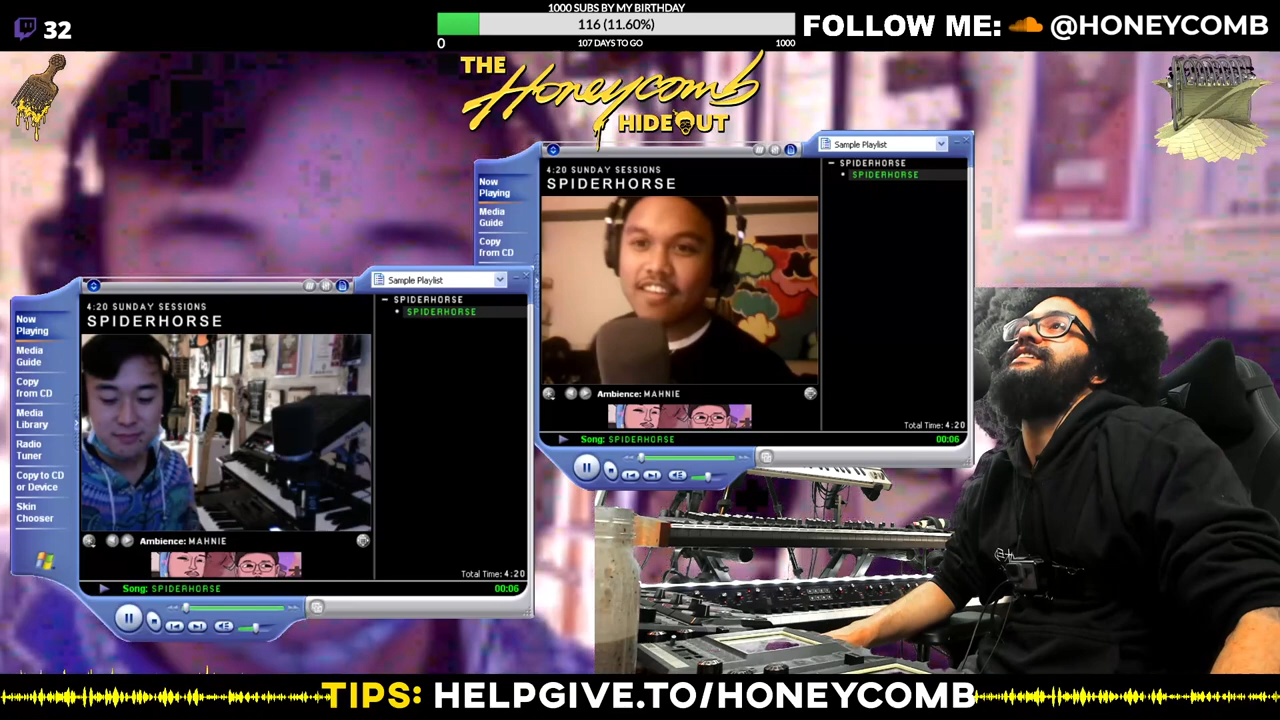 32
1000 SUBS BY MY BIRTHDAY
116 (11.60%)
0
107 DAYS TO GO
1000
FOLLOW ME: @HONEYCOMB
THE
Honeycomb
HIDEOUT
Sample Playlist
4:20 SUNDAY SESSIONS
SPIDERHORSE
Now
Playing
Media
Guide
Copy
from CD
SPIDERHORSE
SPIDERHORSE
Ambience: MAHNIE
Total Time: 4:20
Song: SPIDERHORSE
00:06
Sample Playlist
4:20 SUNDAY SESSIONS
SPIDERHORSE
Now
Playing
Media
Guide
Copy
from CD
Media
Library
Radio
Tuner
Copy to CD
or Device
Skin
Chooser
SPIDERHORSE
SPIDERHORSE
Ambience: MAHNIE
Total Time: 4:20
Song: SPIDERHORSE
00:06
TIPS: HELPGIVE.TO/HONEYCOMB